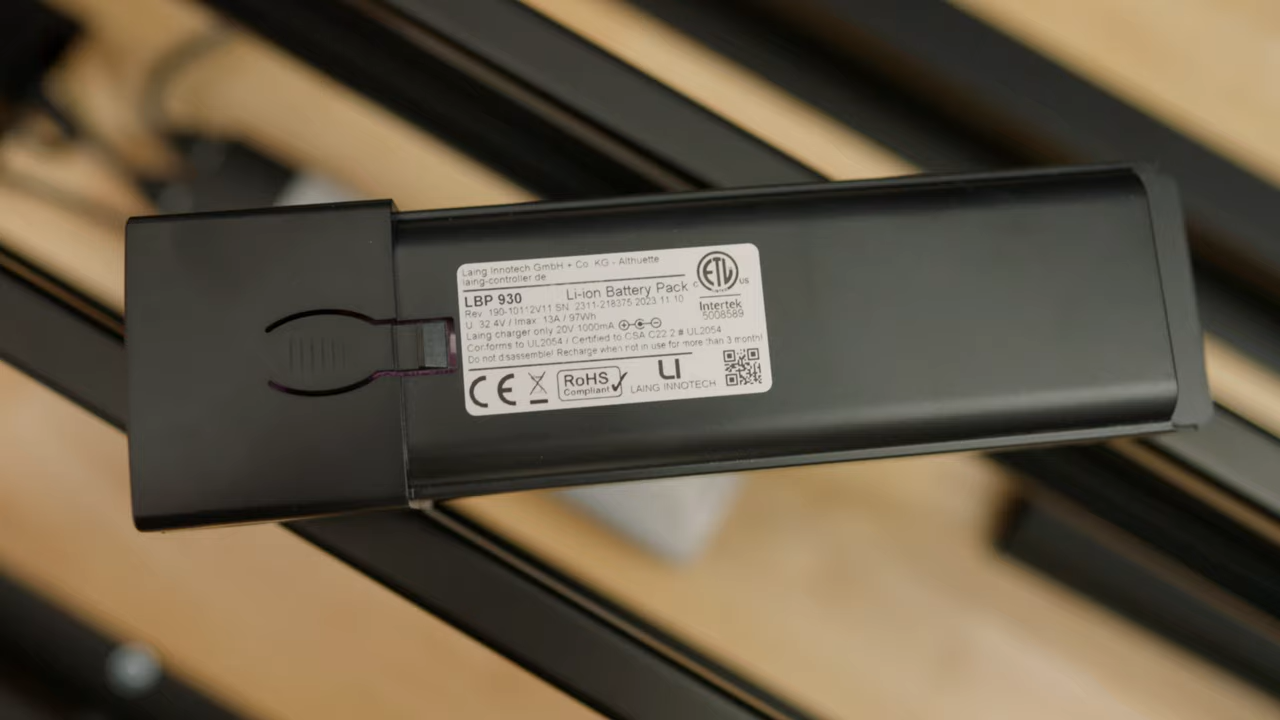 Laing Innotech GmbH + Co. KG - Althuette
laing-controller.de
LBP 930 Li-ion Battery Pack
Rev. 190-10112V11 SN. 2311-218375 2023 11 10
U: 32.4V / Imax: 13A / 97Wh
Laing charger only 20V 1000mA
Conforms to UL2054 / Certified to CSA C22.2 # UL2054
Do not disassemble! Recharge when not in use for more than 3 month!
ETL
C US
Intertek
5008589
CE
RoHS
Compliant
LI
LAING INNOTECH